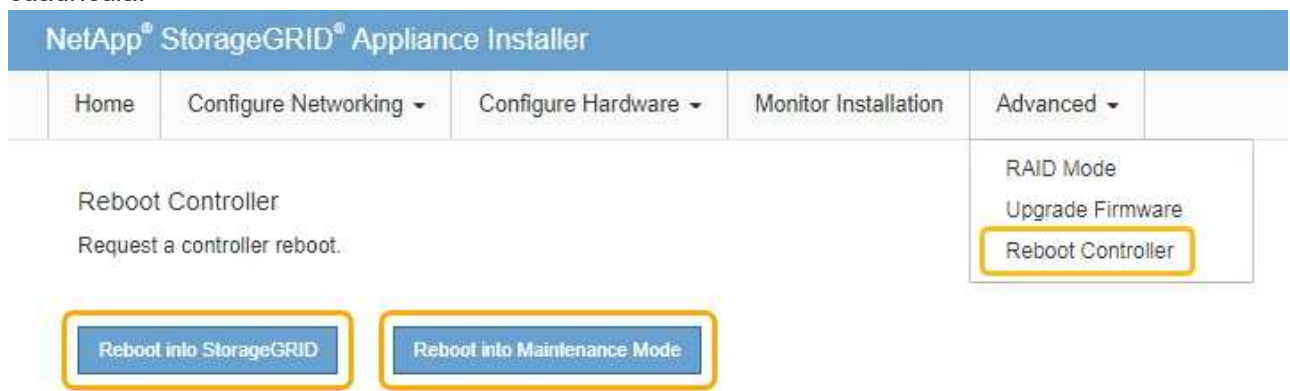 NetApp® StorageGRID® Appliance Installer
Home Configure Networking Configure Hardware Monitor Installation Advanced
RAID Mode
Upgrade Firmware
Reboot Controller
Reboot Controller
Request a controller reboot.
Reboot into StorageGRID Reboot into Maintenance Mode